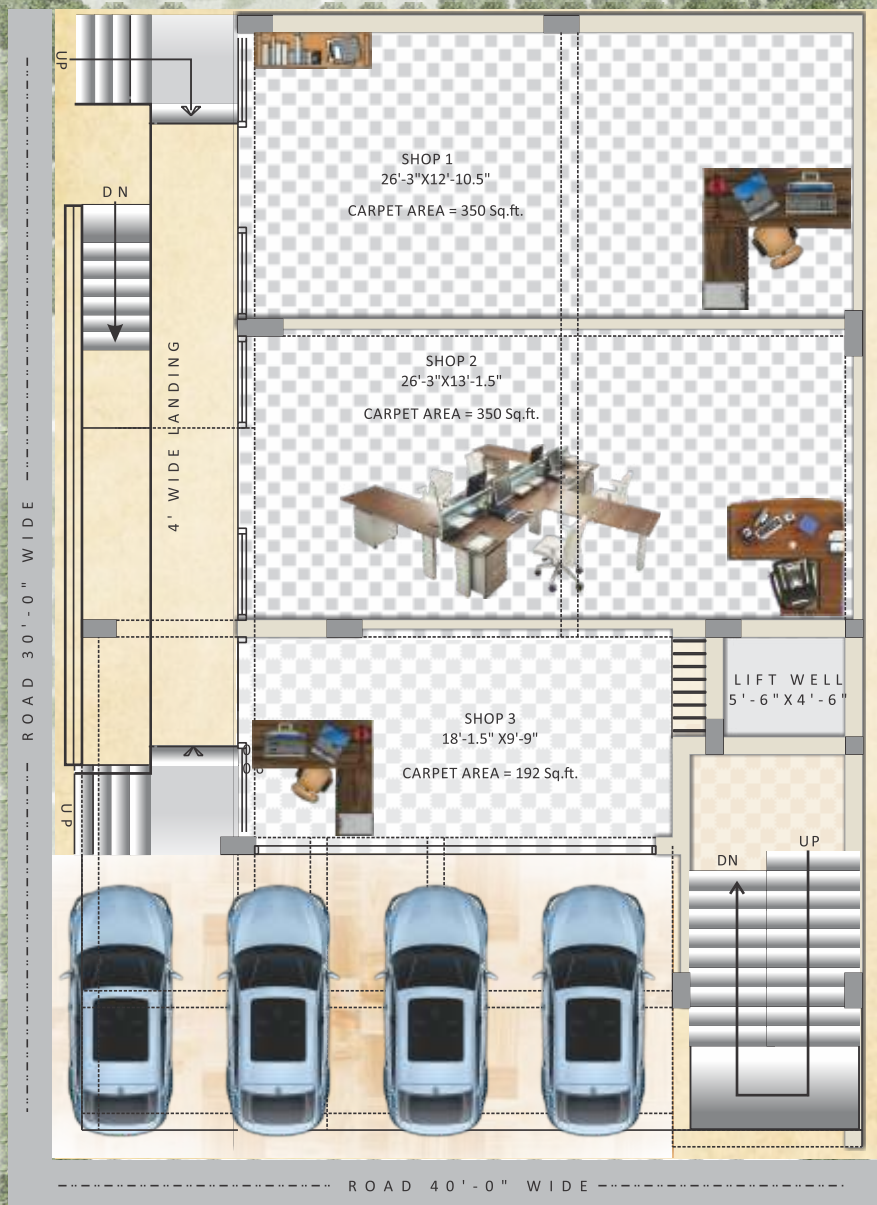 UP
SHOP 1
26'-3"X12'-10.5"
CARPET AREA = 350 Sq.ft.
DN
SHOP 2
26'-3"X13'-1.5"
CARPET AREA = 350 Sq.ft.
4' WIDE LANDING
ROAD 30'-0" WIDE
LIFT WELL
5'-6"X4'-6"
SHOP 3
18'-1.5" X9'-9"
CARPET AREA = 192 Sq.ft.
UP
DN
UP
ROAD 40'-0" WIDE